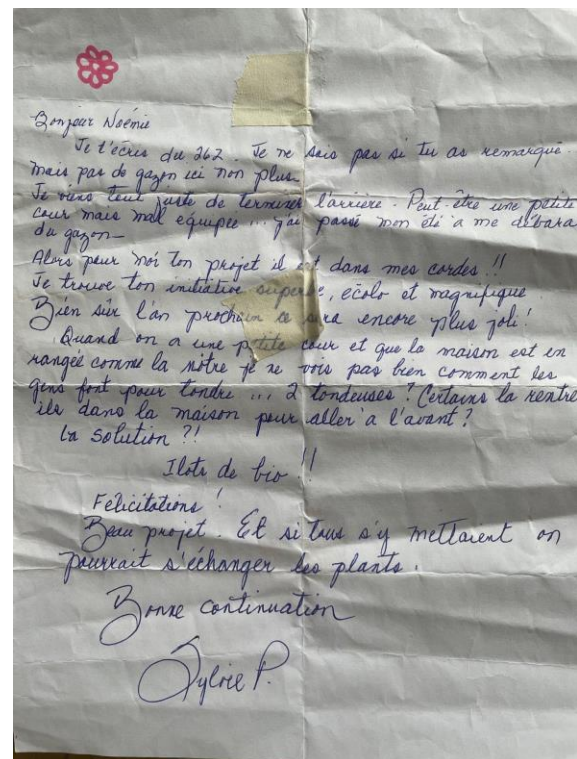 Bonjour Noémie
Je t'écris du 262. Je ne sais pas si tu as remarqué
mais pas de gazon ici non plus.
Je viens tout juste de terminer l'arrière. Peut-être une petite
cour mais mal équipée... j'ai passé mon été a me débara
du gazon-
Alors pour moi ton projet il est dans mes cordes !!
Je trouve ton initiative superbe, écolo et magnifique
Bien sûr l'an prochain ce sera encore plus joli!
Quand on a une petite cour et que la maison est en
rangée comme la nôtre je ne vois pas bien comment les
gens font pour tondre ... 2 tondeuses? Certains la rentre
ils dans la maison pour aller à l'avant?
La solution ?!
Ilots de bio !!
Félicitations!
Beau projet. Et si tous s'y mettaient on
pourrait s'échanger les plants.
Bonne continuation
Sylvie P.